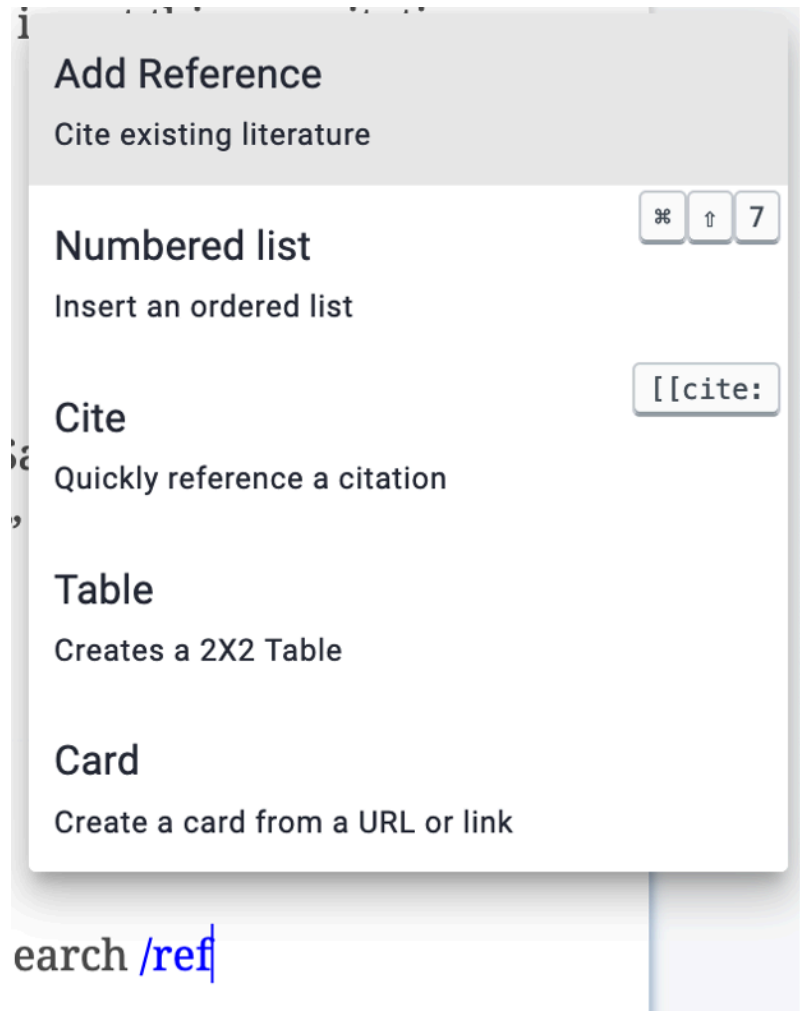 Add Reference
Cite existing literature
⌘ ⇧ 7
Numbered list
Insert an ordered list
[[cite:
Cite
Quickly reference a citation
Table
Creates a 2X2 Table
Card
Create a card from a URL or link
earch /ref